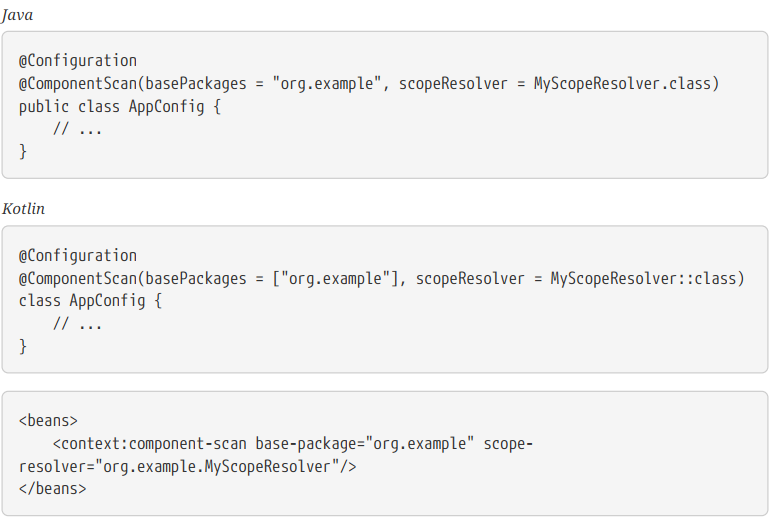 Java
@Configuration
@ComponentScan(basePackages = "org.example", scopeResolver = MyScopeResolver.class)
public class AppConfig {
    // ...
}
Kotlin
@Configuration
@ComponentScan(basePackages = ["org.example"], scopeResolver = MyScopeResolver::class)
class AppConfig {
    // ...
}
<beans>
    <context:component-scan base-package="org.example" scope-
resolver="org.example.MyScopeResolver"/>
</beans>